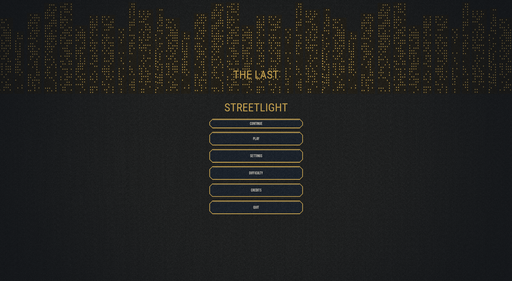 THE LAST
STREETLIGHT
CONTINUE
PLAY
SETTINGS
DIFFICULTY
CREDITS
QUIT